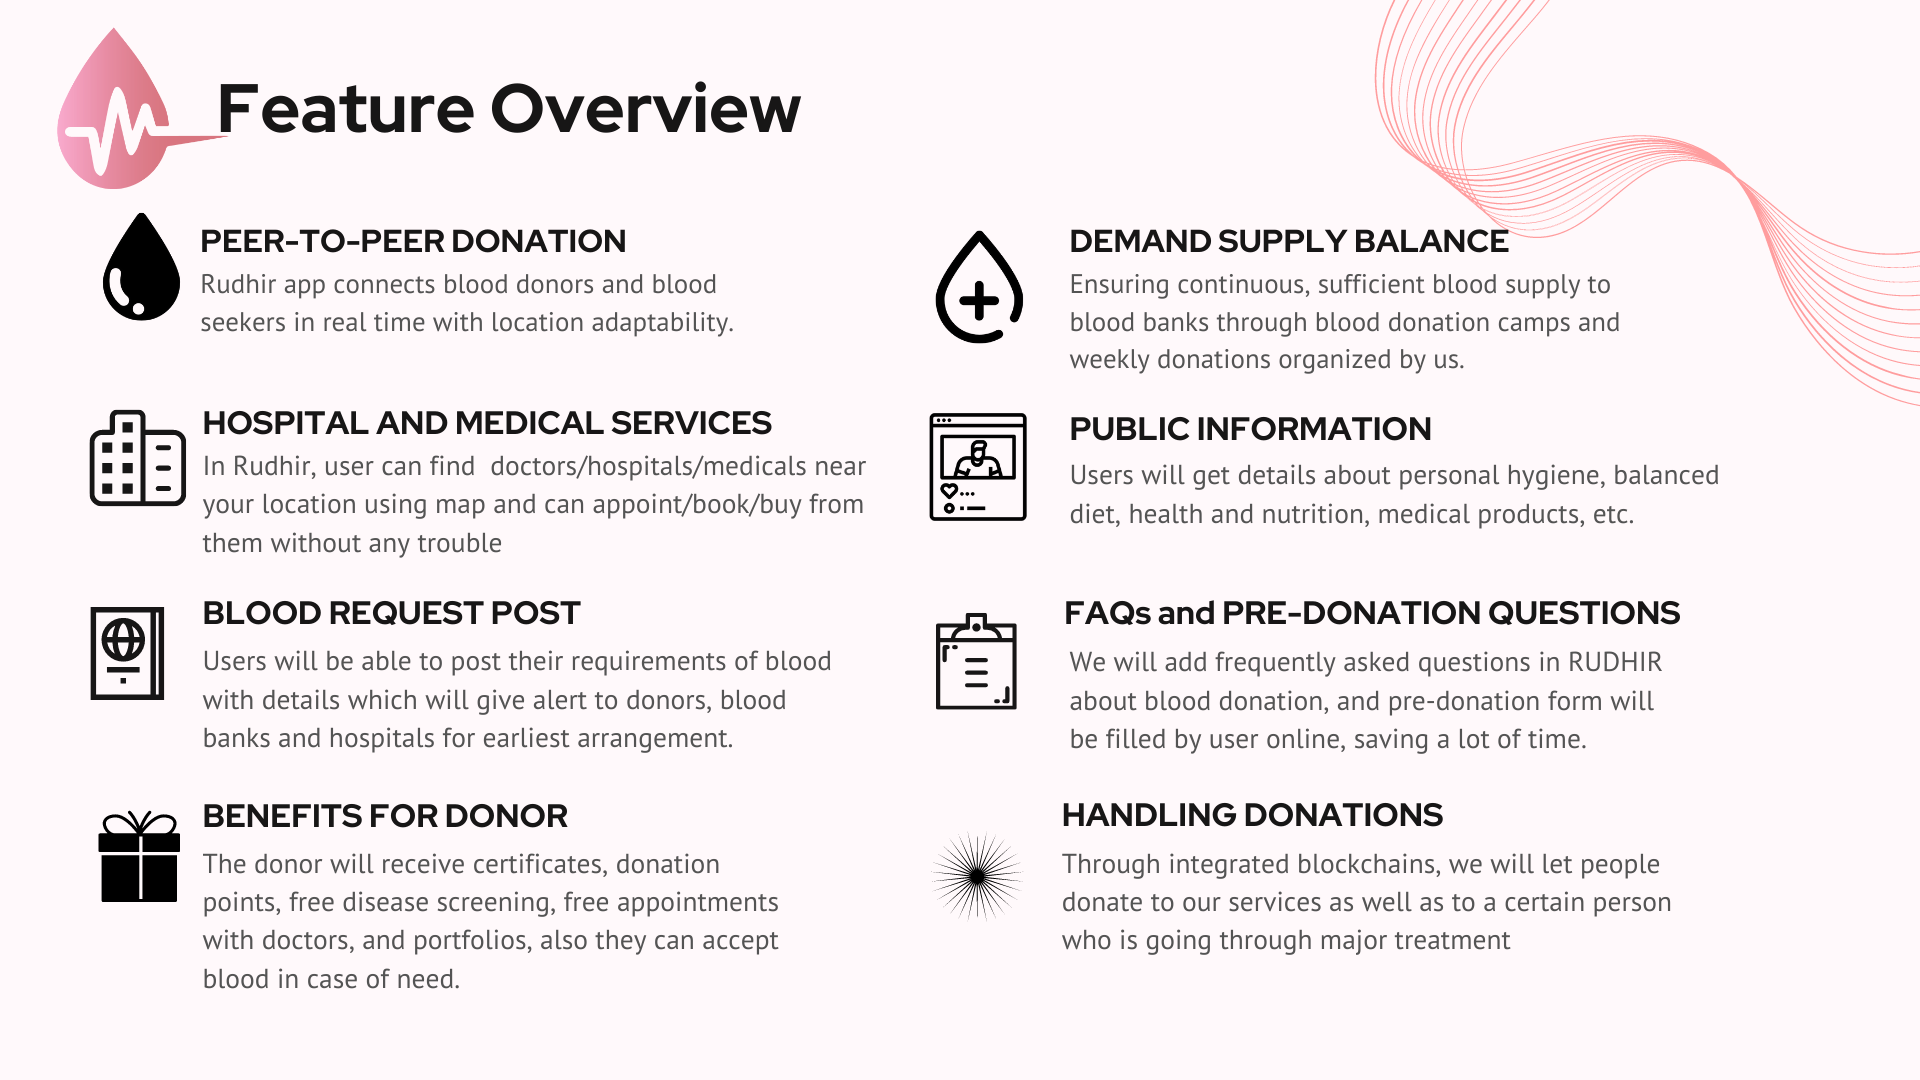 Feature Overview
PEER-TO-PEER DONATION
Rudhir app connects blood donors and blood
seekers in real time with location adaptability.
HOSPITAL AND MEDICAL SERVICES
In Rudhir, user can find  doctors/hospitals/medicals near
your location using map and can appoint/book/buy from
them without any trouble
BLOOD REQUEST POST
Users will be able to post their requirements of blood
with details which will give alert to donors, blood
banks and hospitals for earliest arrangement.
BENEFITS FOR DONOR
The donor will receive certificates, donation
points, free disease screening, free appointments
with doctors, and portfolios, also they can accept
blood in case of need.
DEMAND SUPPLY BALANCE
Ensuring continuous, sufficient blood supply to
blood banks through blood donation camps and
weekly donations organized by us.
PUBLIC INFORMATION
Users will get details about personal hygiene, balanced
diet, health and nutrition, medical products, etc.
FAQs and PRE-DONATION QUESTIONS
We will add frequently asked questions in RUDHIR
about blood donation, and pre-donation form will
be filled by user online, saving a lot of time.
HANDLING DONATIONS
Through integrated blockchains, we will let people
donate to our services as well as to a certain person
who is going through major treatment